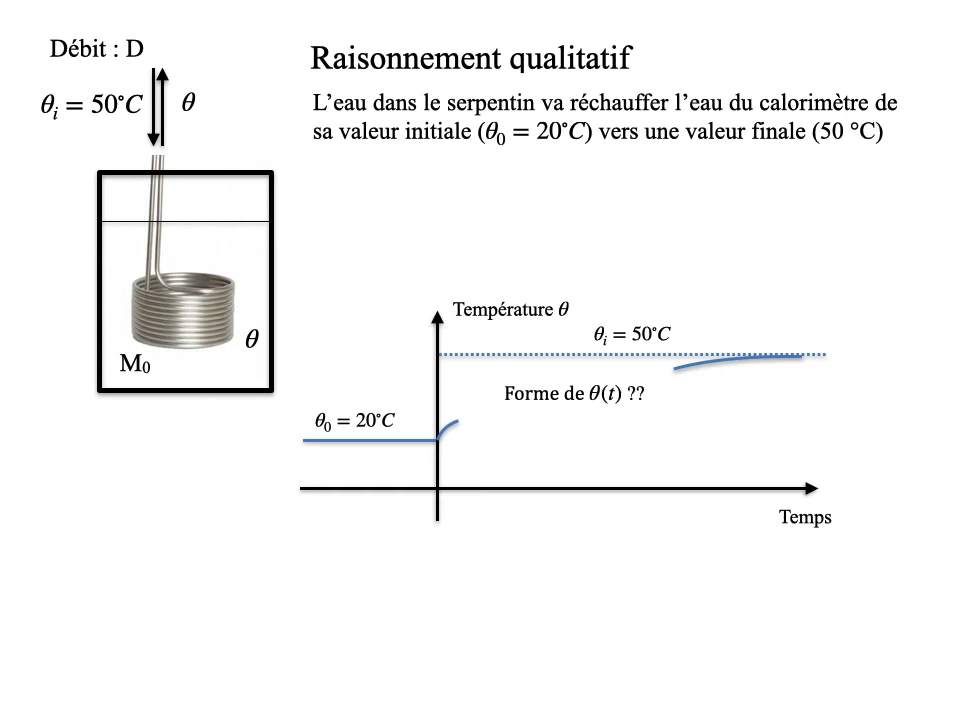 Débit : D
θᵢ = 50°C
θ
Raisonnement qualitatif
L’eau dans le serpentin va réchauffer l’eau du calorimètre de
sa valeur initiale (θ₀ = 20°C) vers une valeur finale (50 °C)
θ
M₀
Température θ
θᵢ = 50°C
Forme de θ(t) ??
θ₀ = 20°C
Temps